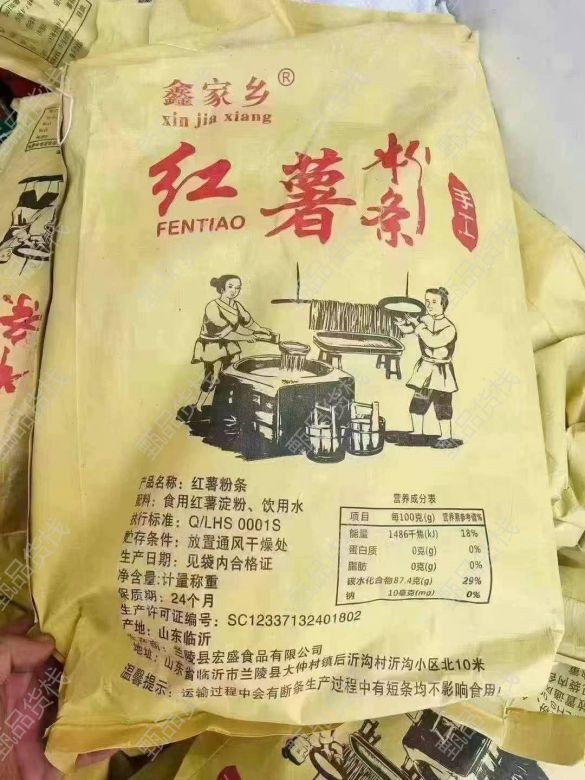 鑫家乡®
xin jia xiang
红薯粉条
FENTIAO
手工
产品名称：红薯粉条
配料：食用红薯淀粉、饮用水
执行标准：Q/LHS 0001S
贮存条件：放置通风干燥处
生产日期：见袋内合格证
净含量：计量称重
保质期：24个月
生产许可证编号：SC12337132401802
产地：山东临沂
兰陵县宏盛食品有限公司
地址：山东省临沂市兰陵县大仲村镇后沂沟村沂沟小区北10米
温馨提示：运输过程中会有断条生产过程中有短条均不影响食用！
营养成分表
项目 每100克(g) 营养素参考值%
能量 1486千焦(kJ) 18%
蛋白质 0克(g) 0%
脂肪 0克(g) 0%
碳水化合物 87.4克(g) 29%
钠 10毫克(mg) 0%
甄品货栈